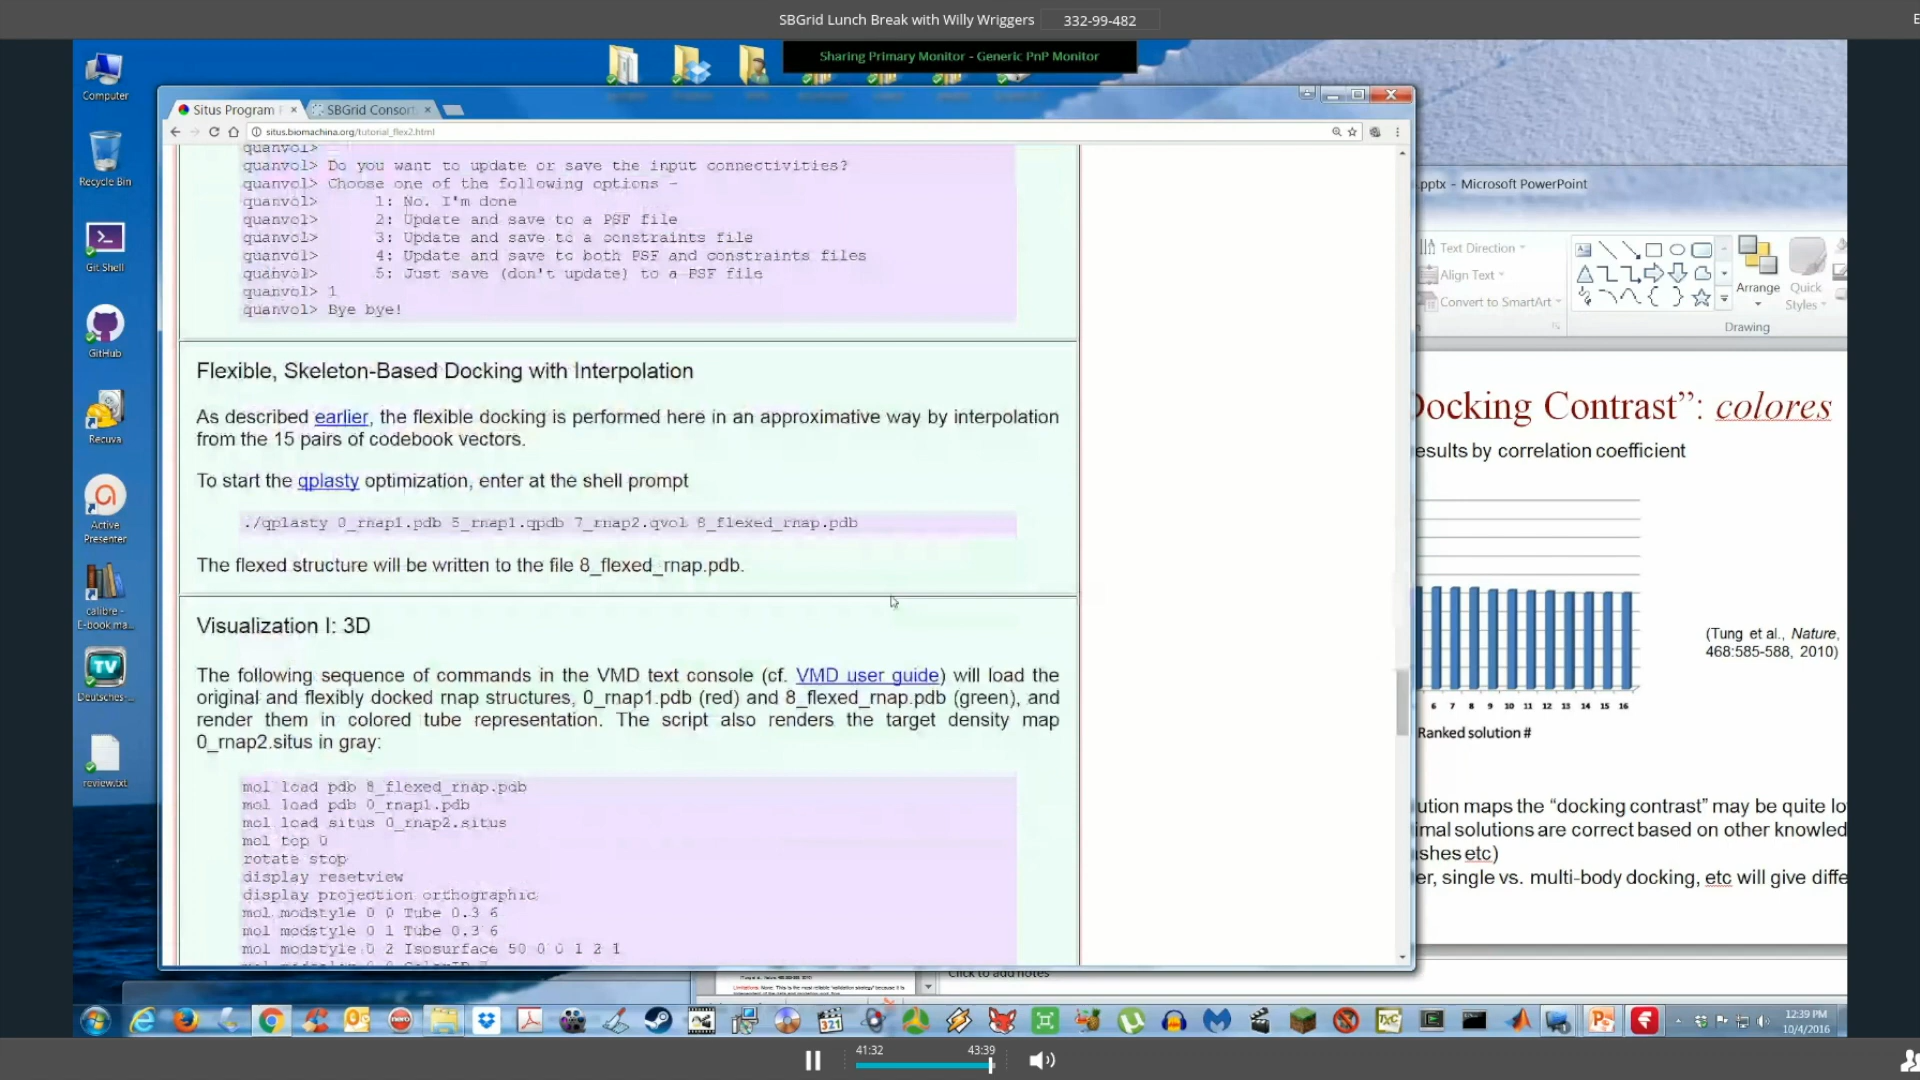 SBGrid Lunch Break with Willy Wriggers 332-99-482
Sharing Primary Monitor - Generic PnP Monitor
Computer
Recycle Bin
Git Shell
GitHub
Recuva
Active
Presenter
calibre -
E-book ma...
Deutsches-...
review.txt
Situs Program
SBGrid Consort
situs.biomachina.org/tutorial_flex2.html
quanvol>
quanvol> Do you want to update or save the input connectivities?
quanvol> Choose one of the following options -
quanvol> 1: No. I'm done
quanvol> 2: Update and save to a PSF file
quanvol> 3: Update and save to a constraints file
quanvol> 4: Update and save to both PSF and constraints files
quanvol> 5: Just save (don't update) to a PSF file
quanvol> 1
quanvol> Bye bye!
Flexible, Skeleton-Based Docking with Interpolation
As described earlier, the flexible docking is performed here in an approximative way by interpolation
from the 15 pairs of codebook vectors.
To start the qplasty optimization, enter at the shell prompt
./qplasty 0_rnap1.pdb 5_rnap1.qpdb 7_rnap2.qvol 8_flexed_rnap.pdb
The flexed structure will be written to the file 8_flexed_rnap.pdb.
Visualization I: 3D
The following sequence of commands in the VMD text console (cf. VMD user guide) will load the
original and flexibly docked rnap structures, 0_rnap1.pdb (red) and 8_flexed_rnap.pdb (green), and
render them in colored tube representation. The script also renders the target density map
0_rnap2.situs in gray:
mol load pdb 8_flexed_rnap.pdb
mol load pdb 0_rnap1.pdb
mol load situs 0_rnap2.situs
mol top 0
rotate stop
display resetview
display projection orthographic
mol modstyle 0 0 Tube 0.3 6
mol modstyle 0 1 Tube 0.3 6
mol modstyle 0 2 Isosurface 50 0 0 1 2 1
.pptx - Microsoft PowerPoint
Text Direction
Align Text
Convert to SmartArt
Arrange
Quick
Styles
Drawing
Docking Contrast”: colores
esults by correlation coefficient
(Tung et al., Nature,
468:585-588, 2010)
6 7 8 9 10 11 12 13 14 15 16
Ranked solution #
ution maps the “docking contrast” may be quite lo
imal solutions are correct based on other knowled
shes etc)
er, single vs. multi-body docking, etc will give diffe
Click to add notes
12:39 PM
10/4/2016
41:32
43:39